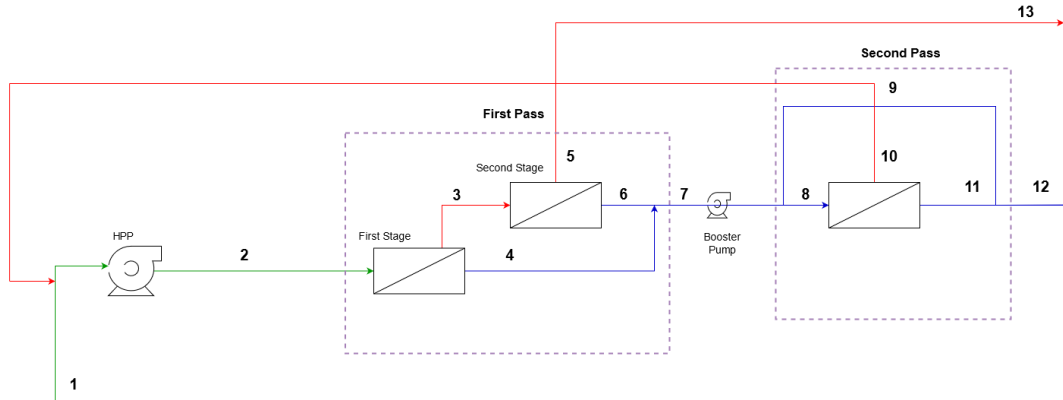 13
Second Pass
9
First Pass
Second Stage
5
10
3
6
7
8
11
12
HPP
First Stage
2
4
Booster
Pump
1